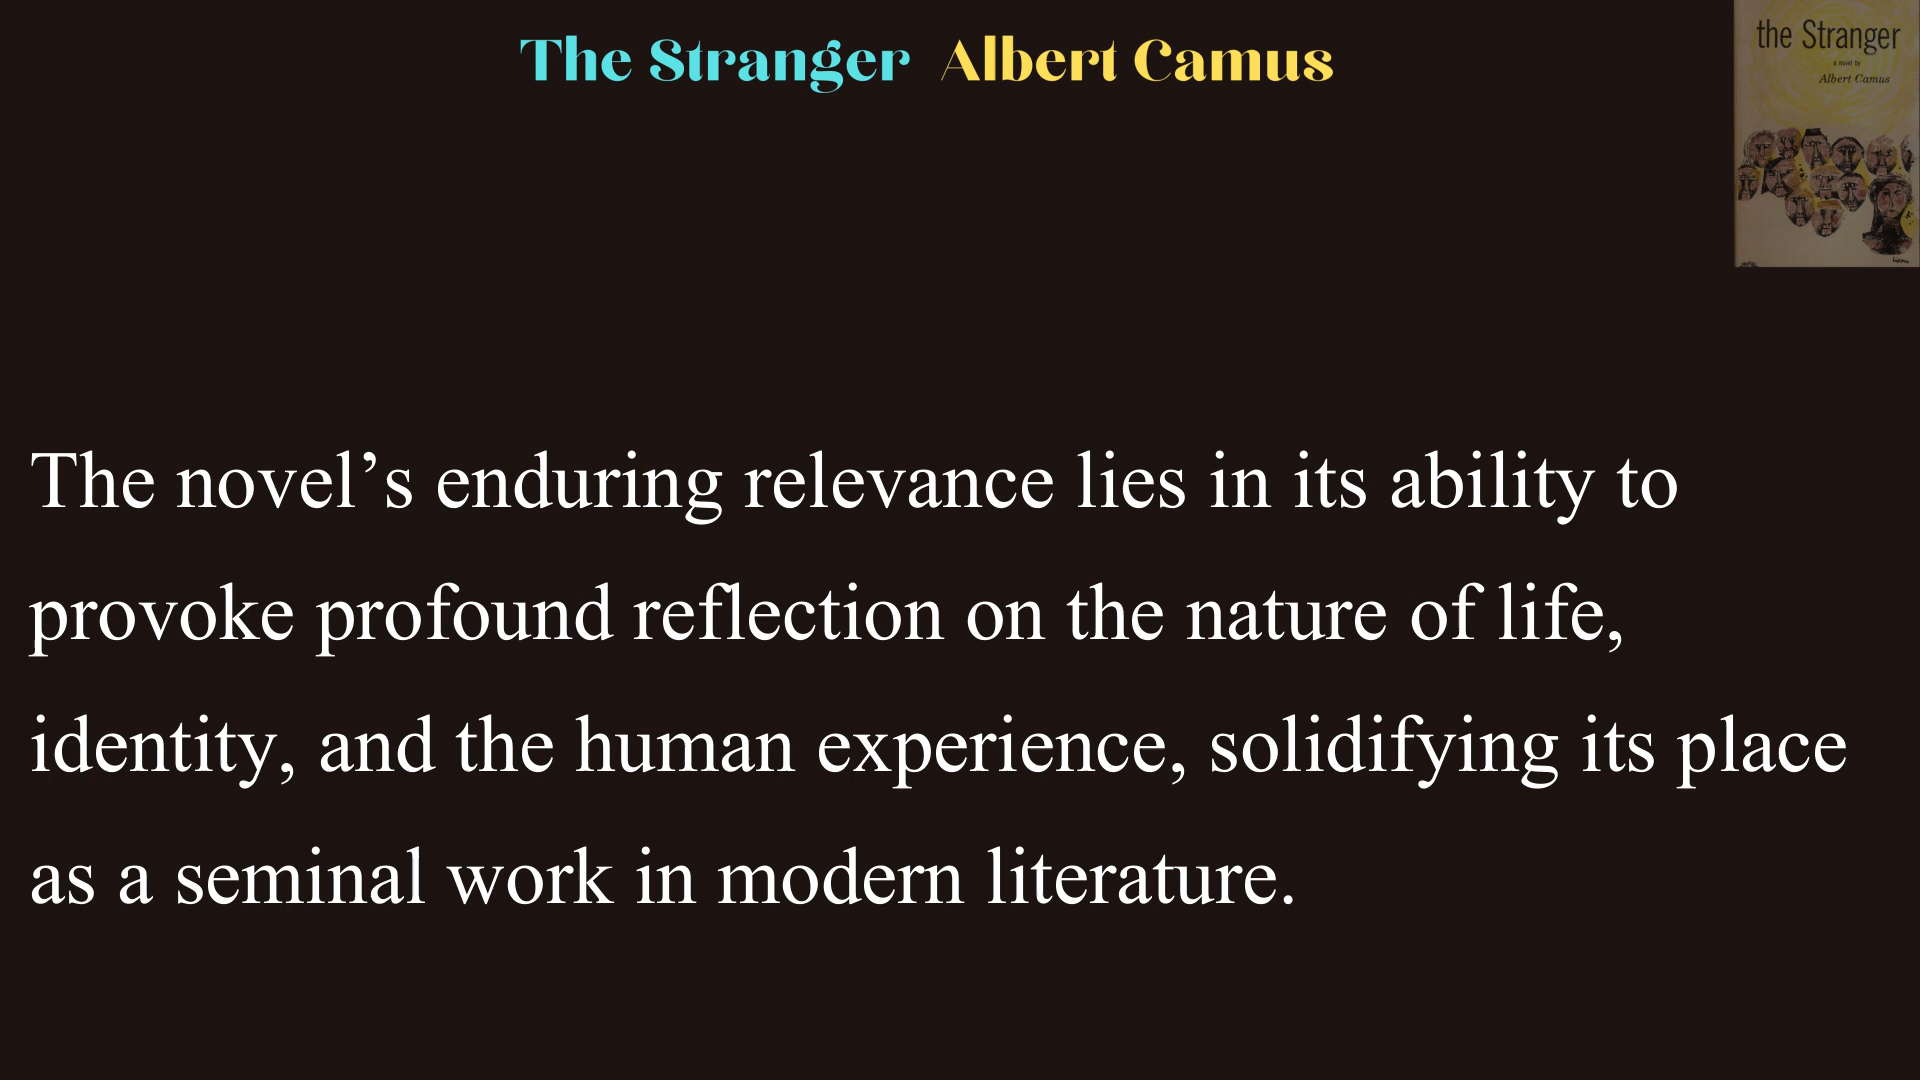 The Stranger Albert Camus
the Stranger
a novel by
Albert Camus
The novel’s enduring relevance lies in its ability to
provoke profound reflection on the nature of life,
identity, and the human experience, solidifying its place
as a seminal work in modern literature.